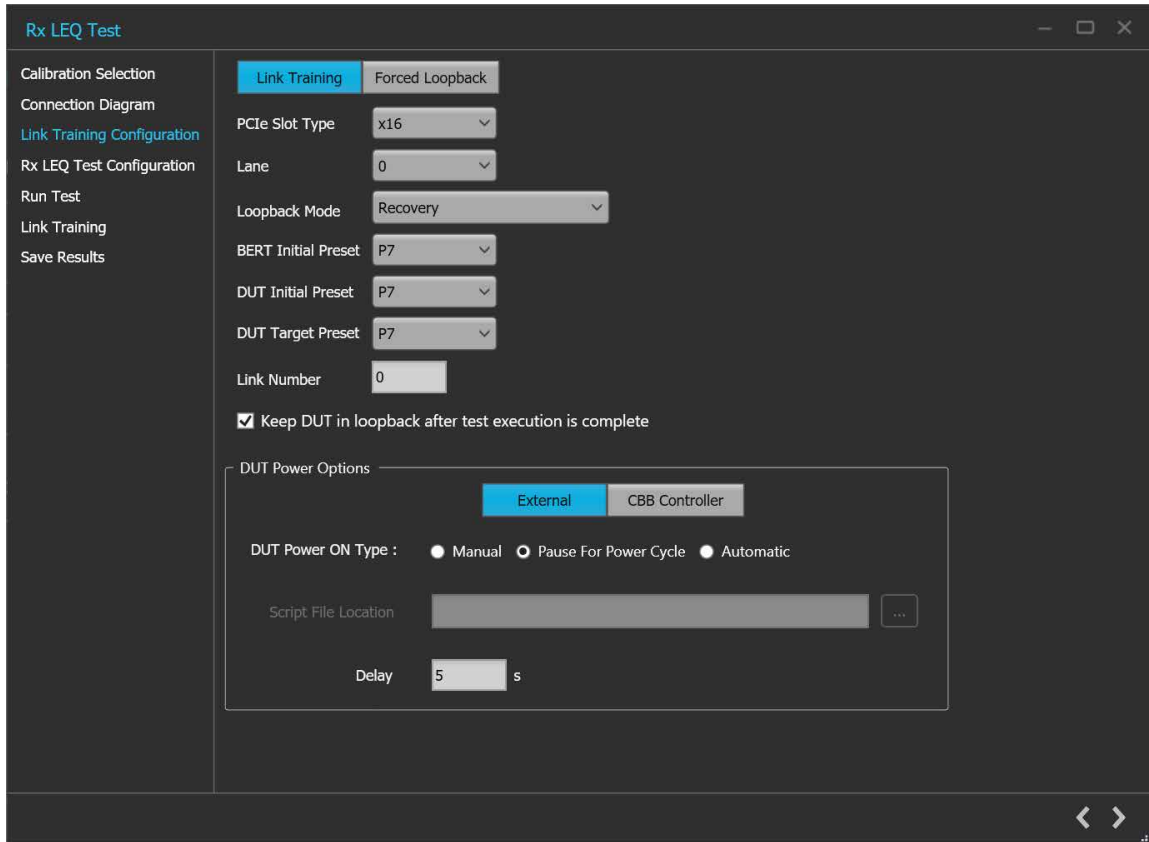 Rx LEQ Test
Calibration Selection
Connection Diagram
Link Training Configuration
Rx LEQ Test Configuration
Run Test
Link Training
Save Results
Link Training Forced Loopback
PCIe Slot Type x16
Lane 0
Loopback Mode Recovery
BERT Initial Preset P7
DUT Initial Preset P7
DUT Target Preset P7
Link Number 0
Keep DUT in loopback after test execution is complete
DUT Power Options
External CBB Controller
DUT Power ON Type : Manual Pause For Power Cycle Automatic
Script File Location ...
Delay 5 s